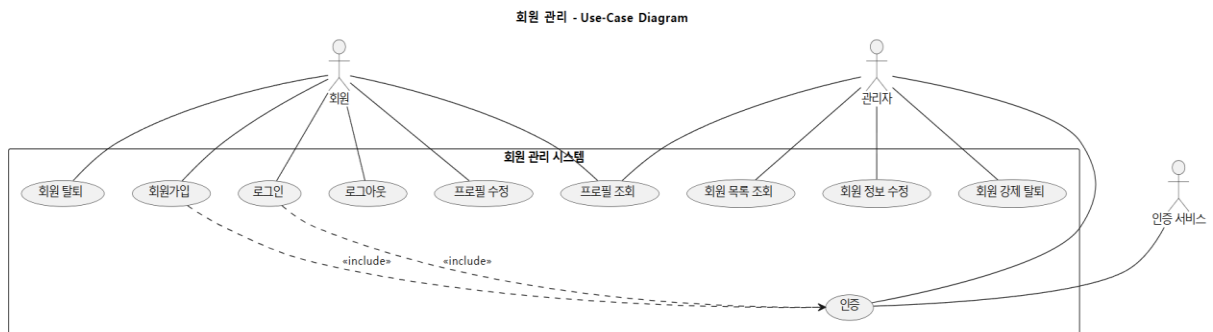 회원 관리 - Use-Case Diagram
회원
관리자
회원 관리 시스템
회원 탈퇴
회원가입
로그인
로그아웃
프로필 수정
프로필 조회
회원 목록 조회
회원 정보 수정
회원 강제 탈퇴
인증 서비스
«include»
«include»
인증